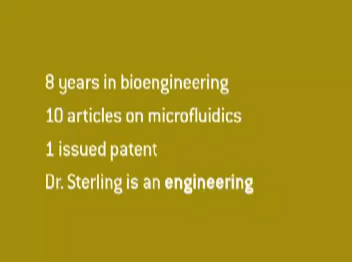 8 years in bioengineering
10 articles on microfluidics
1 issued patent
Dr. Sterling is an engineering